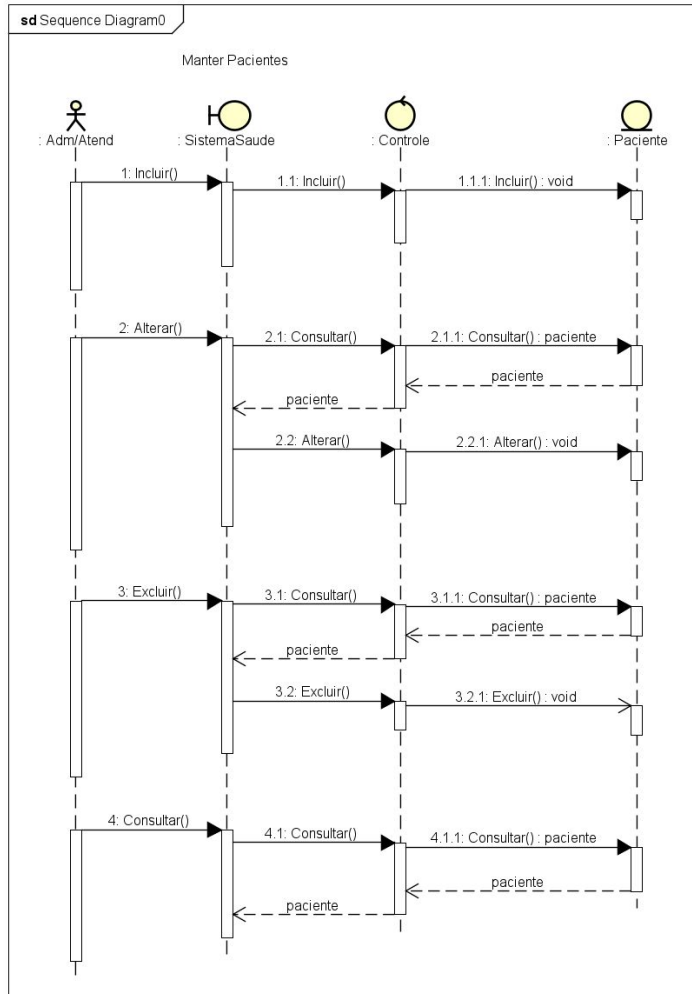 sd Sequence Diagram0
Manter Pacientes
: Adm/Atend
: SistemaSaude
: Controle
: Paciente
1: Incluir()
1.1: Incluir()
1.1.1: Incluir() : void
2: Alterar()
2.1: Consultar()
2.1.1: Consultar() : paciente
paciente
paciente
2.2: Alterar()
2.2.1: Alterar() : void
3: Excluir()
3.1: Consultar()
3.1.1: Consultar() : paciente
paciente
paciente
3.2: Excluir()
3.2.1: Excluir() : void
4: Consultar()
4.1: Consultar()
4.1.1: Consultar() : paciente
paciente
paciente